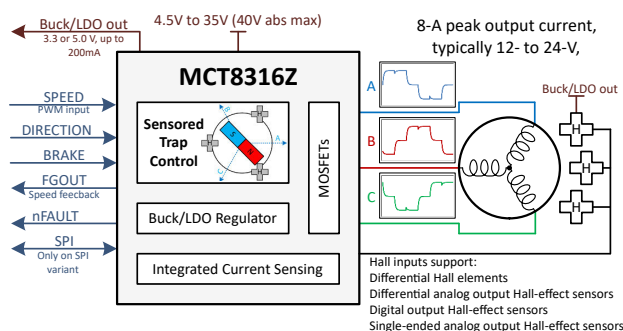 Buck/LDO out
3.3 or 5.0 V, up to
200mA
4.5V to 35V (40V abs max)
8-A peak output current,
typically 12- to 24-V,
MCT8316Z
SPEED
PWM input
DIRECTION
BRAKE
FGOUT
Speed feecback
nFAULT
SPI
Only on SPI
variant
Sensored
Trap
Control
B
A
C
S
N
H
H
H
MOSFETs
Buck/LDO Regulator
Integrated Current Sensing
A
B
C
Buck/LDO out
H
H
H
Hall inputs support:
Differential Hall elements
Differential analog output Hall-effect sensors
Digital output Hall-effect sensors
Single-ended analog output Hall-effect sensors